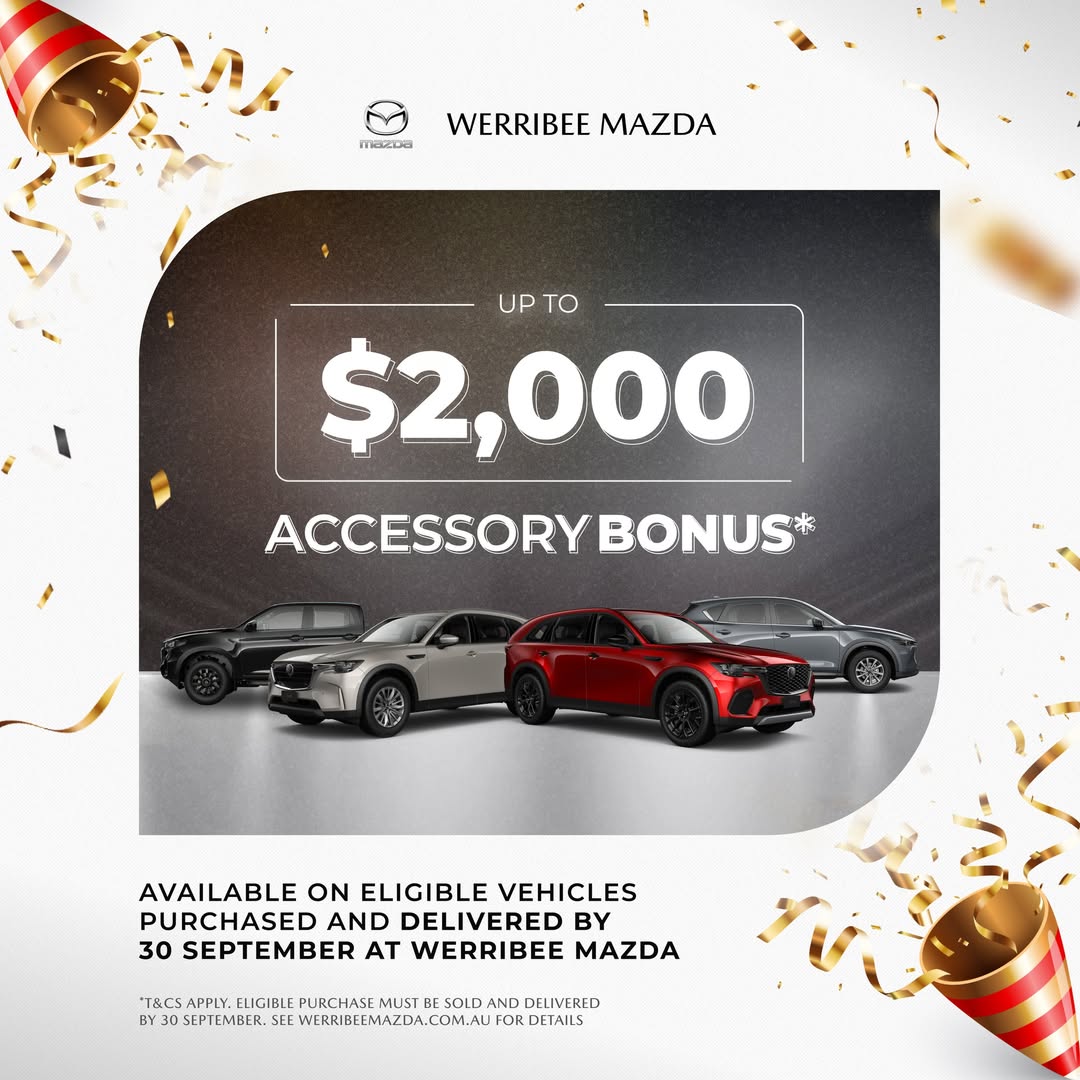 mazda
WERRIBEE MAZDA
UP TO
$2,000
ACCESSORY BONUS*
AVAILABLE ON ELIGIBLE VEHICLES
PURCHASED AND DELIVERED BY
30 SEPTEMBER AT WERRIBEE MAZDA
*T&CS APPLY. ELIGIBLE PURCHASE MUST BE SOLD AND DELIVERED
BY 30 SEPTEMBER. SEE WERRIBEEMAZDA.COM.AU FOR DETAILS